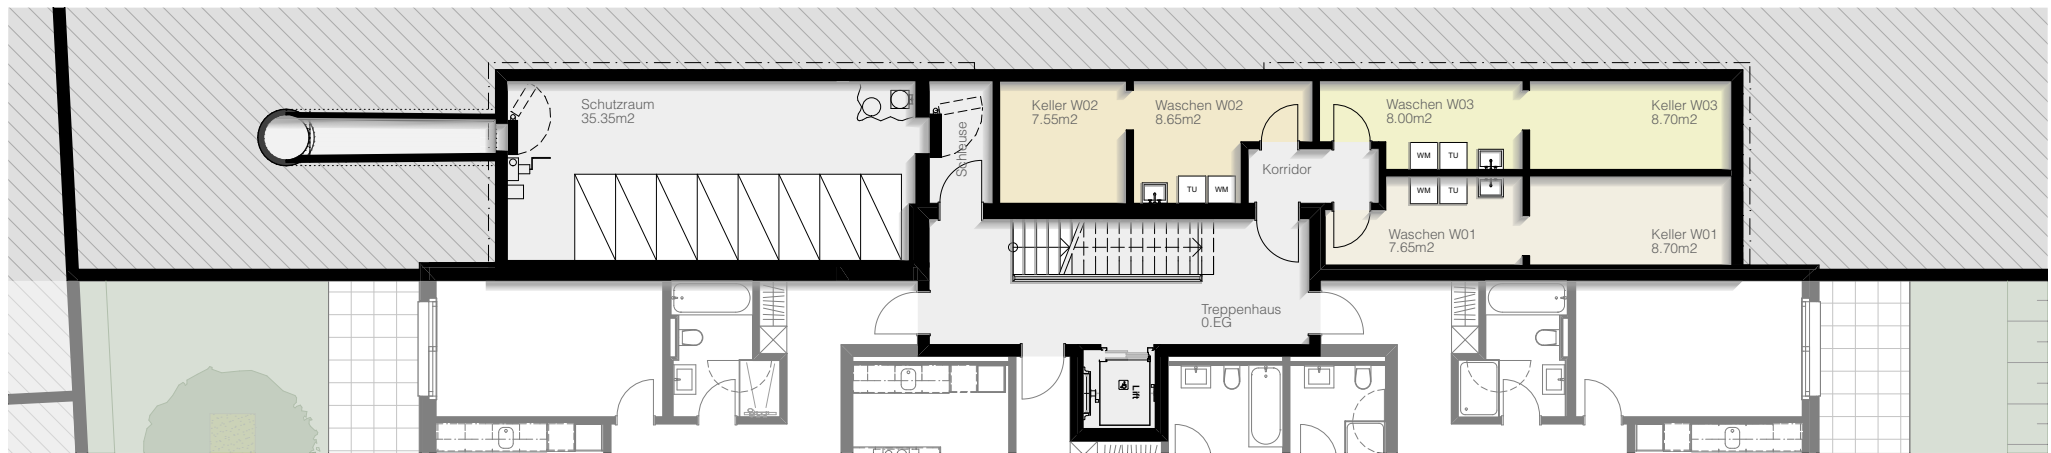 Schutzraum
35.35m2
Schleuse
Keller W02
7.55m2
Waschen W02
8.65m2
TU
WM
Korridor
Waschen W03
8.00m2
WM
TU
Keller W03
8.70m2
WM
TU
Waschen W01
7.65m2
Keller W01
8.70m2
Treppenhaus
0.EG
Lift